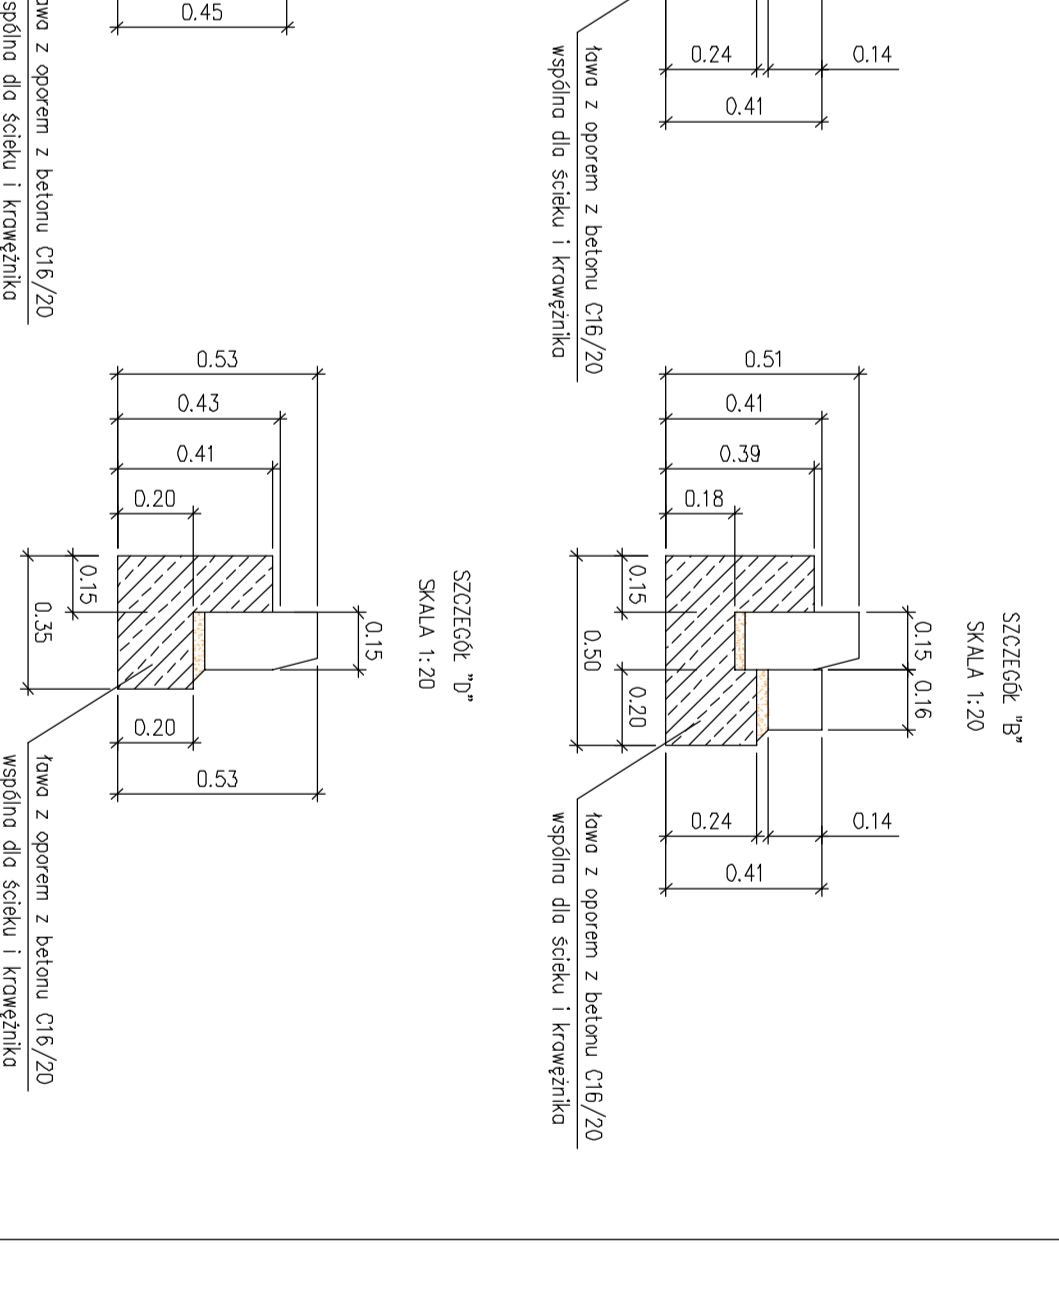 SZCZEGÓŁ "B"
SKALA 1:20
0.15
0.16
0.51
0.41
0.39
0.18
0.15
0.20
0.50
0.24
0.14
0.41
ława z oporem z betonu C16/20
wspólna dla ścieku i krawężnika
0.24
0.14
0.41
ława z oporem z betonu C16/20
wspólna dla ścieku i krawężnika
SZCZEGÓŁ "D"
SKALA 1:20
0.15
0.53
0.43
0.41
0.20
0.15
0.35
0.20
0.53
ława z oporem z betonu C16/20
wspólna dla ścieku i krawężnika
0.45
z oporem z betonu C16/20
dla ścieku i krawężnika